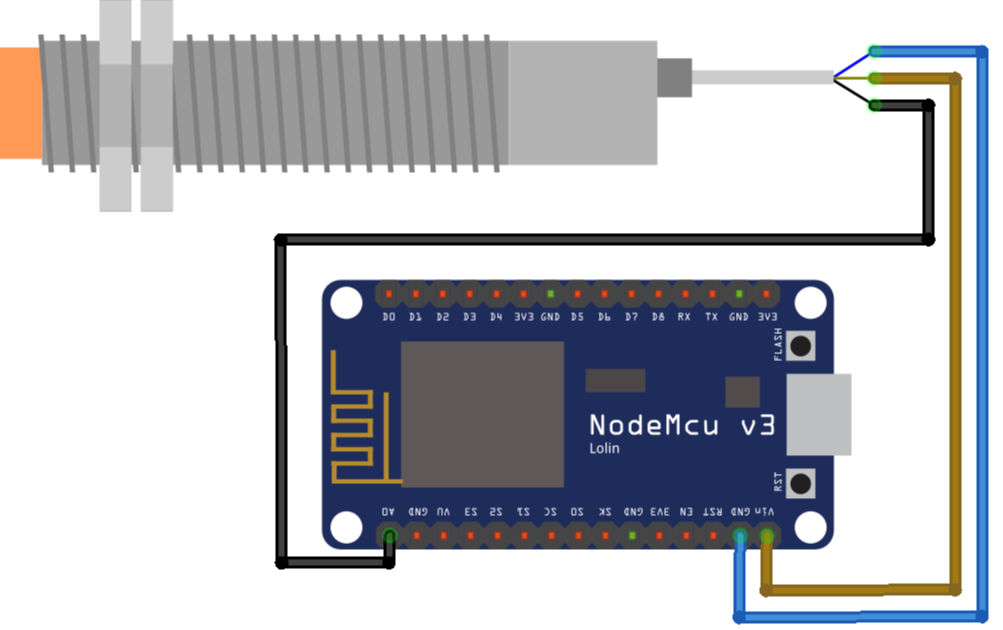 D0 D1 D2 D3 D4 3V3 GND D5 D6 D7 D8 RX TX GND 3V3
FLASH
NodeMcu v3
Lolin
RST
A0 GND VU S3 S2 S1 SC S0 SK GND 3V3 EN RST GND Vin